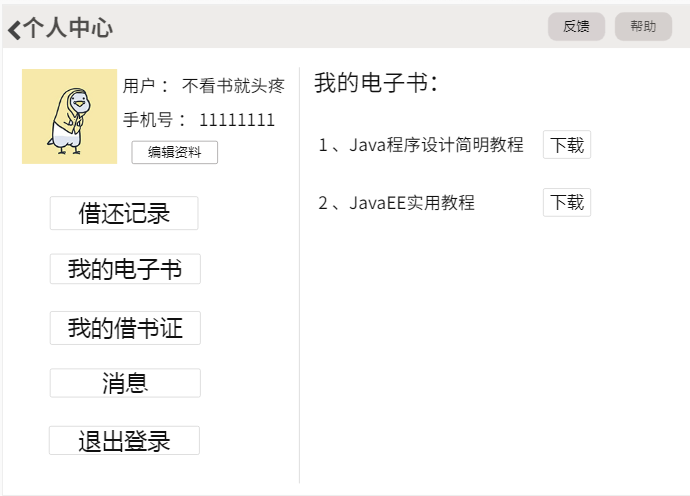 个人中心
反馈
帮助
用户： 不看书就头疼
手机号： 11111111
编辑资料
借还记录
我的电子书
我的借书证
消息
退出登录
我的电子书：
1、Java程序设计简明教程
下载
2、JavaEE实用教程
下载